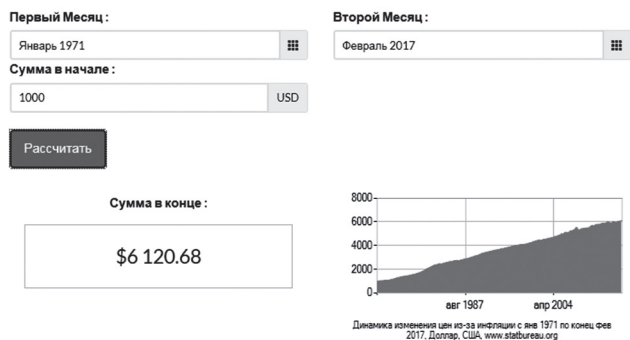 Первый Месяц :
Январь 1971
Сумма в начале :
1000 USD
Рассчитать
Второй Месяц :
Февраль 2017
Сумма в конце :
$6 120.68
8000
6000
4000
2000
0
авг 1987 апр 2004
Динамика изменения цен из-за инфляции с янв 1971 по конец фев
2017, Доллар, США, www.statbureau.org